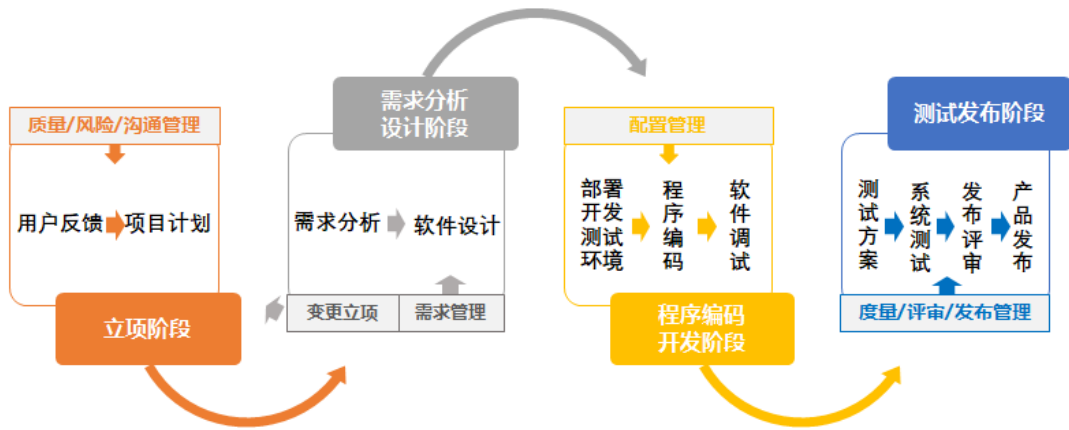 质量/风险/沟通管理
用户反馈
项目计划
立项阶段
需求分析
设计阶段
需求分析
软件设计
变更立项
需求管理
配置管理
部署开发测试环境
程序编码
软件调试
程序编码
开发阶段
测试发布阶段
测试方案
系统测试
发布评审
产品发布
度量/评审/发布管理